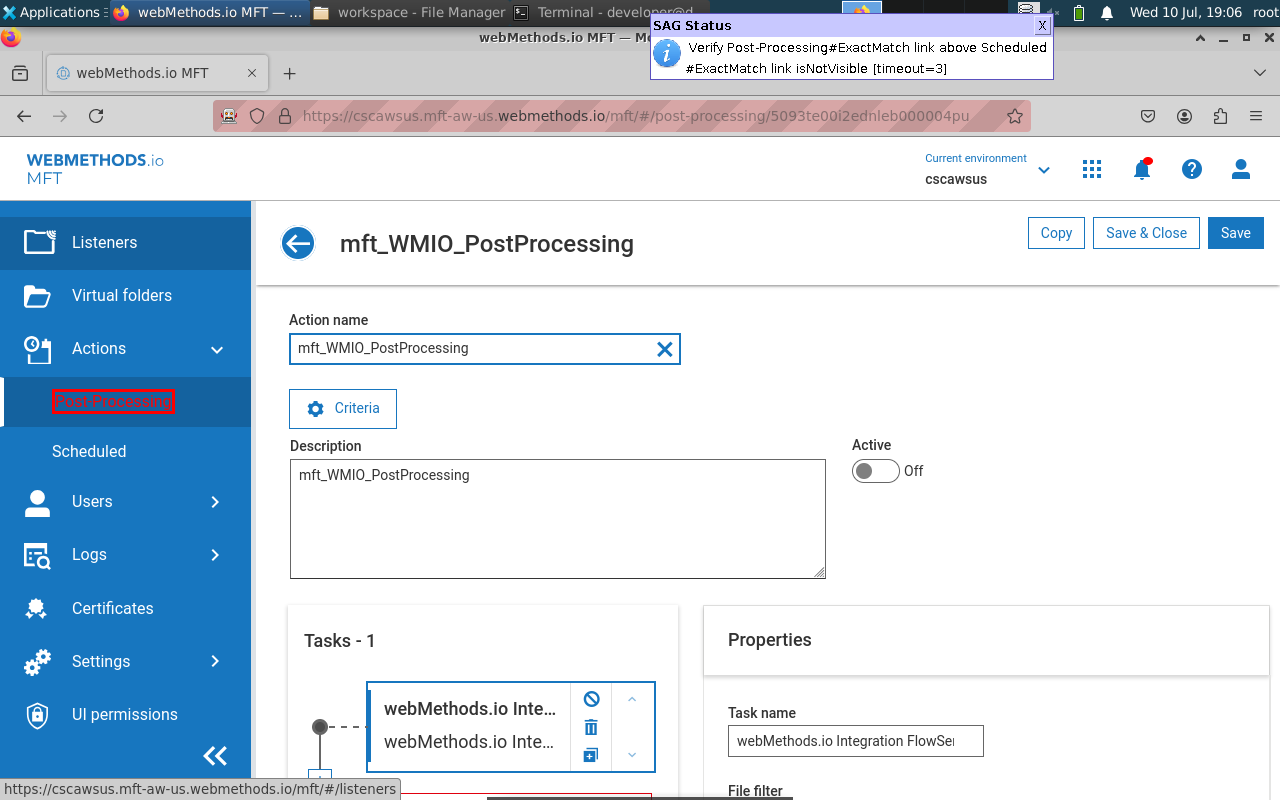 Applications
webMethods.io MFT — ...
workspace - File Manager
Terminal - developer@d...
Wed 10 Jul, 19:06
root
SAG Status
X
Verify Post-Processing#ExactMatch link above Scheduled
#ExactMatch link isNotVisible [timeout=3]
webMethods.io MFT — Mo
webMethods.io MFT
https://cscawsus.mft-aw-us.webmethods.io/mft/#/post-processing/5093te00i2ednleb000004pu
WEBMETHODS.io
MFT
Current environment
cscawsus
Listeners
Virtual folders
Actions
Post-Processing
Scheduled
Users
Logs
Certificates
Settings
UI permissions
mft_WMIO_PostProcessing
Copy
Save & Close
Save
Action name
mft_WMIO_PostProcessing
Criteria
Description
mft_WMIO_PostProcessing
Active
Off
Tasks - 1
webMethods.io Inte...
webMethods.io Inte...
Properties
Task name
webMethods.io Integration FlowSer
File filter
https://cscawsus.mft-aw-us.webmethods.io/mft/#/listeners